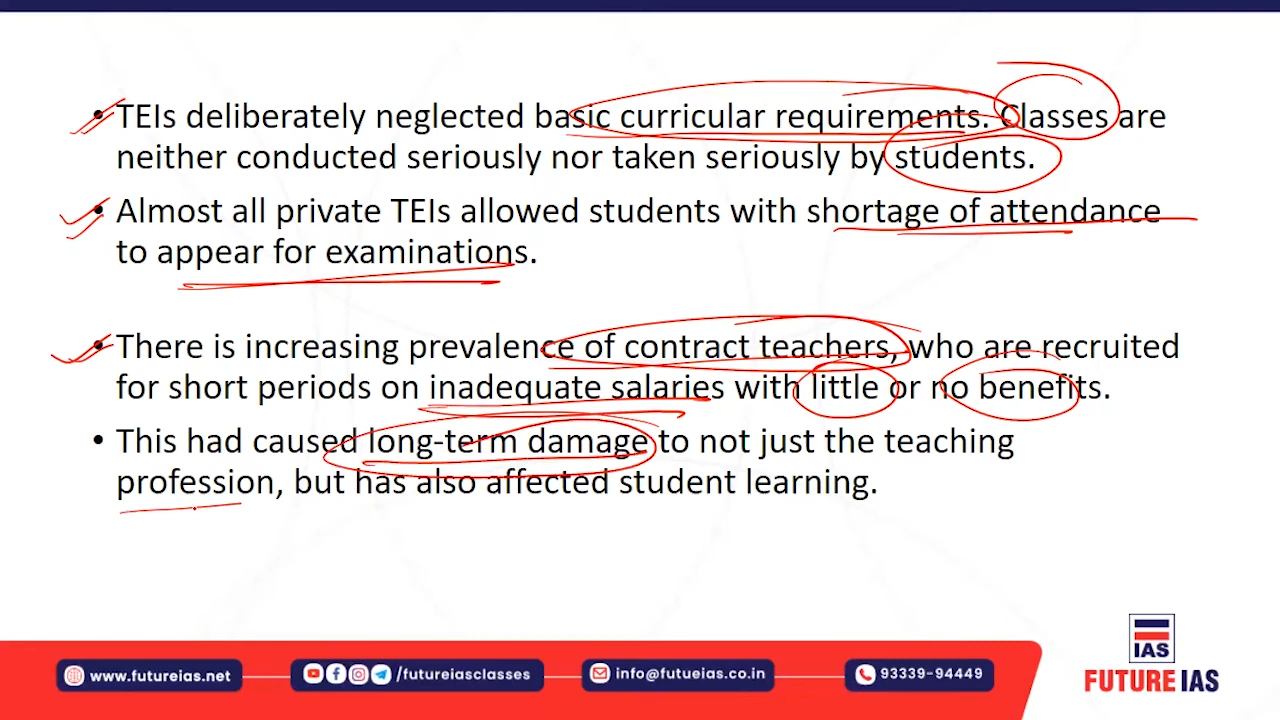 • TEIs deliberately neglected basic curricular requirements. Classes are
neither conducted seriously nor taken seriously by students.
• Almost all private TEIs allowed students with shortage of attendance
to appear for examinations.
• There is increasing prevalence of contract teachers, who are recruited
for short periods on inadequate salaries with little or no benefits.
• This had caused long-term damage to not just the teaching
profession, but has also affected student learning.
IAS
FUTURE IAS
www.futureias.net
/futureiasclasses
info@futueias.co.in
93339-94449